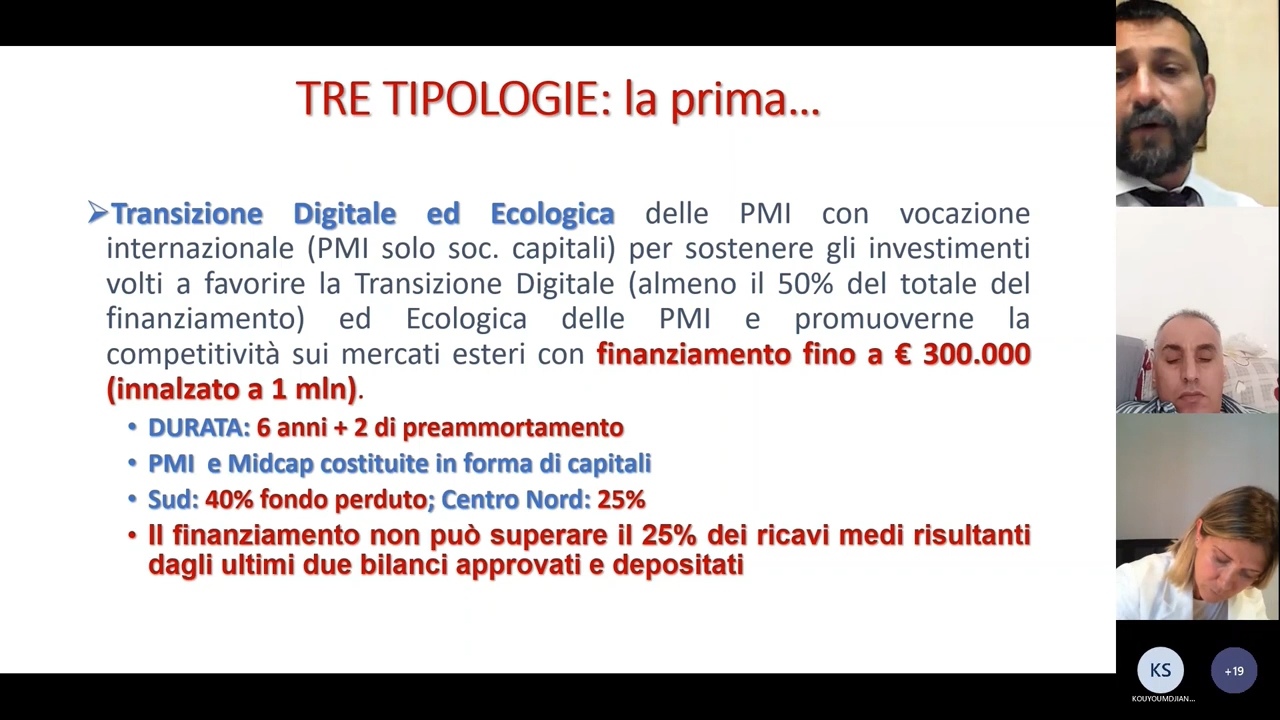 TRE TIPOLOGIE: la prima...
➢Transizione Digitale ed Ecologica delle PMI con vocazione
internazionale (PMI solo soc. capitali) per sostenere gli investimenti
volti a favorire la Transizione Digitale (almeno il 50% del totale del
finanziamento) ed Ecologica delle PMI e promuoverne la
competitività sui mercati esteri con finanziamento fino a € 300.000
(innalzato a 1 mln).
• DURATA: 6 anni + 2 di preammortamento
• PMI e Midcap costituite in forma di capitali
• Sud: 40% fondo perduto; Centro Nord: 25%
• Il finanziamento non può superare il 25% dei ricavi medi risultanti
dagli ultimi due bilanci approvati e depositati
KS
+19
KOUYOUMDJIAN...